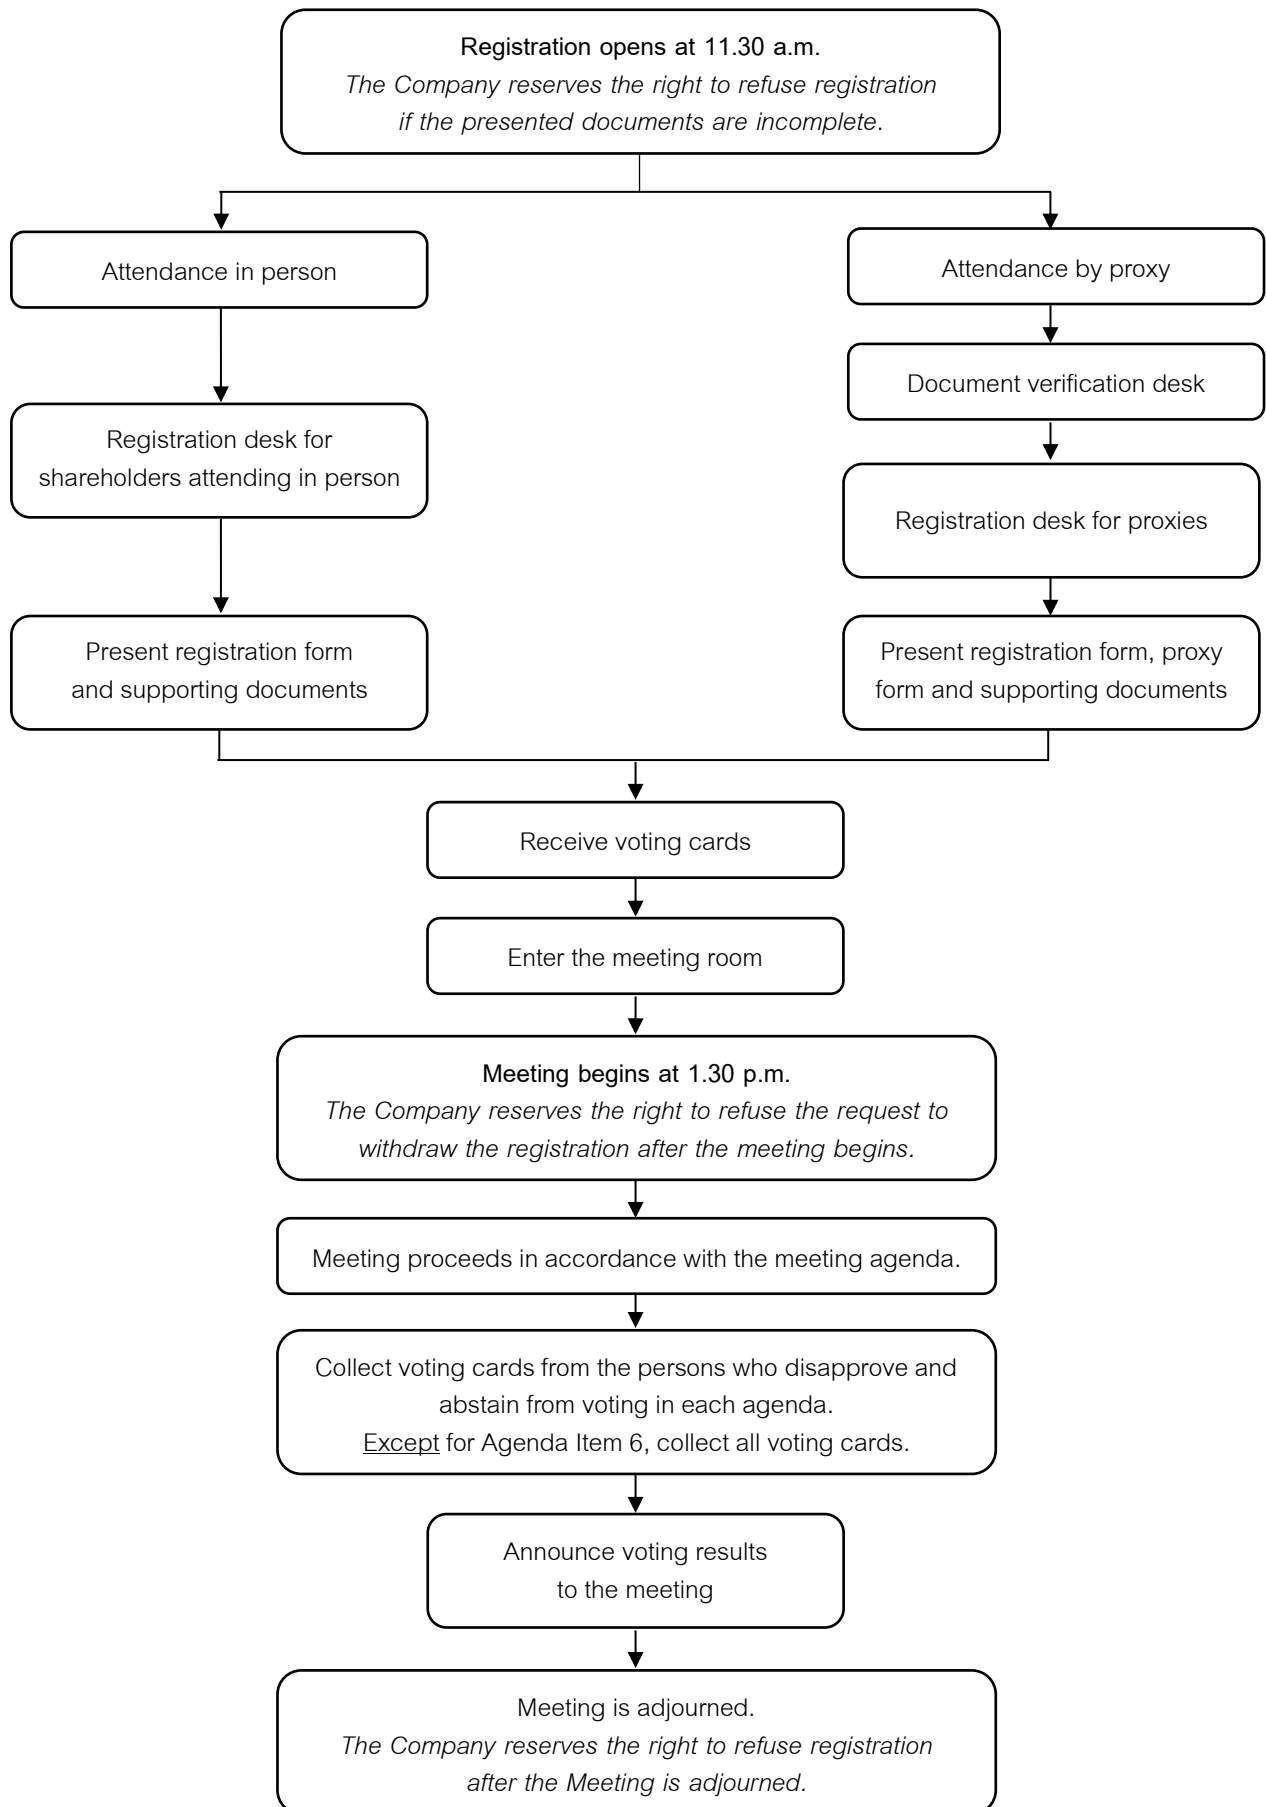 Registration opens at 11.30 a.m.
The Company reserves the right to refuse registration
if the presented documents are incomplete.
Attendance in person
Attendance by proxy
Document verification desk
Registration desk for
shareholders attending in person
Registration desk for proxies
Present registration form
and supporting documents
Present registration form, proxy
form and supporting documents
Receive voting cards
Enter the meeting room
Meeting begins at 1.30 p.m.
The Company reserves the right to refuse the request to
withdraw the registration after the meeting begins.
Meeting proceeds in accordance with the meeting agenda.
Collect voting cards from the persons who disapprove and
abstain from voting in each agenda.
Except for Agenda Item 6, collect all voting cards.
Announce voting results
to the meeting
Meeting is adjourned.
The Company reserves the right to refuse registration
after the Meeting is adjourned.